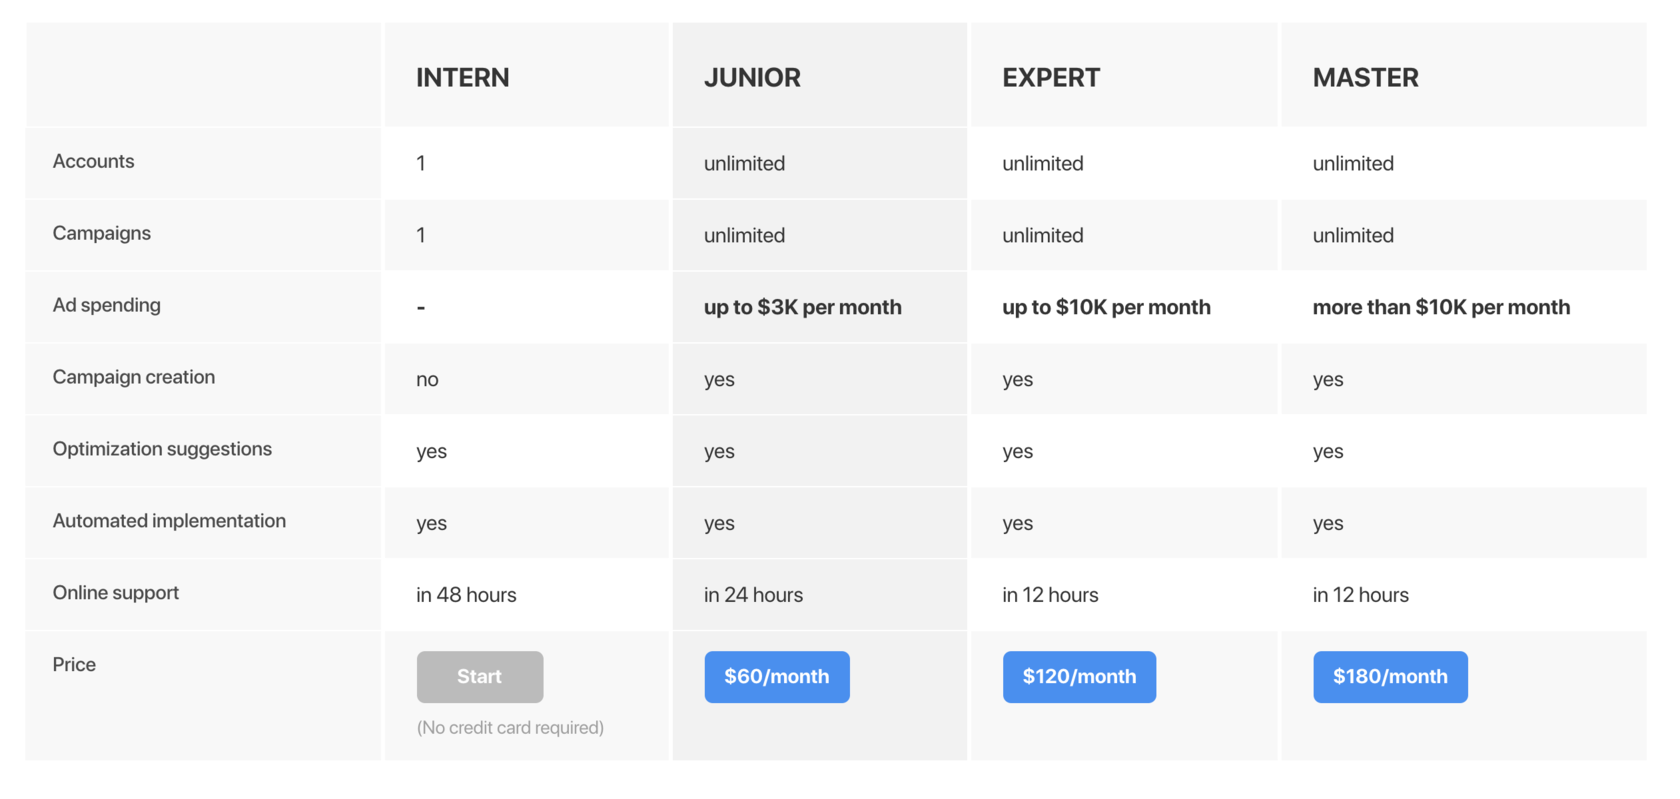 INTERN JUNIOR EXPERT MASTER
Accounts 1 unlimited unlimited unlimited
Campaigns 1 unlimited unlimited unlimited
Ad spending - up to $3K per month up to $10K per month more than $10K per month
Campaign creation no yes yes yes
Optimization suggestions yes yes yes yes
Automated implementation yes yes yes yes
Online support in 48 hours in 24 hours in 12 hours in 12 hours
Price Start $60/month $120/month $180/month
(No credit card required)